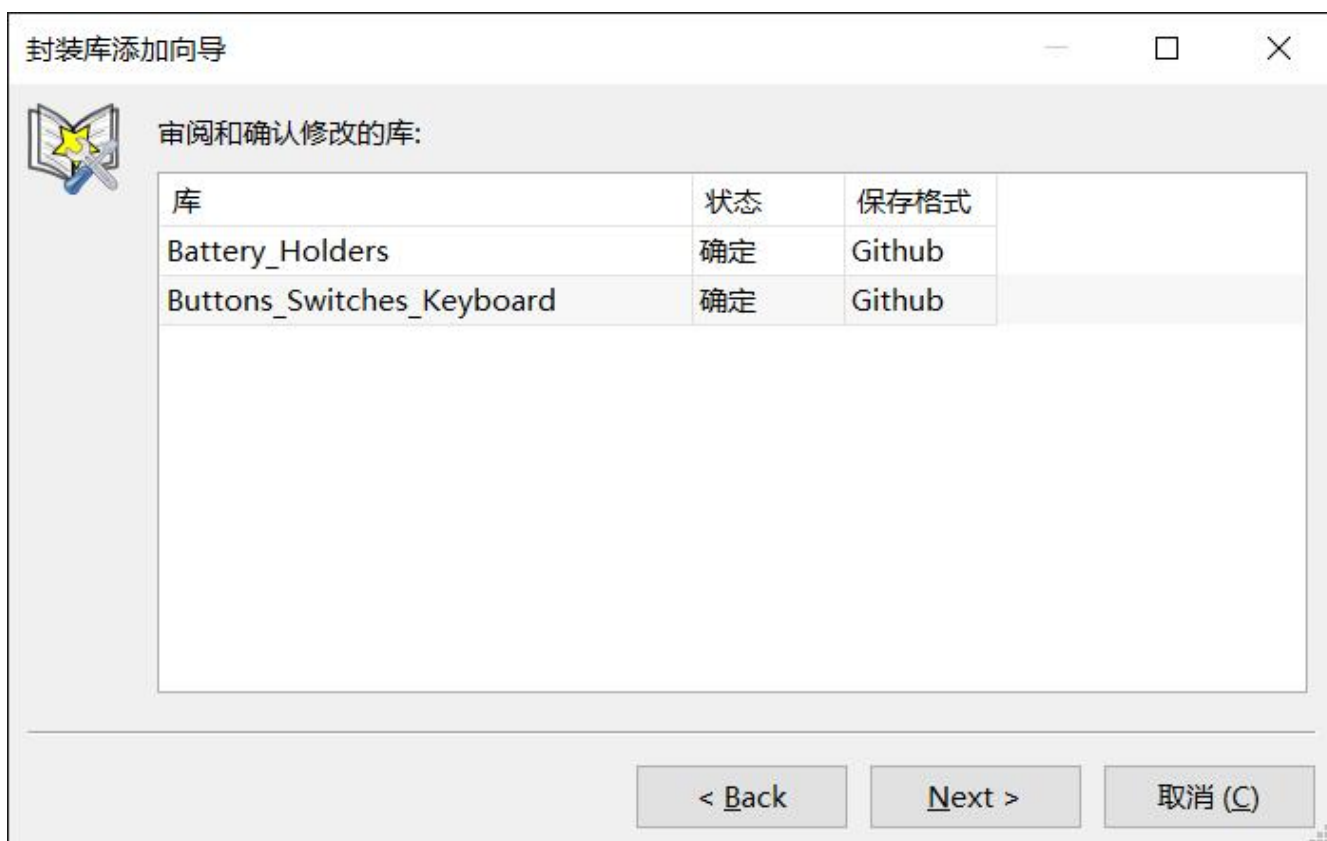 封装库添加向导
审阅和确认修改的库:
库 状态 保存格式
Battery_Holders 确定 Github
Buttons_Switches_Keyboard 确定 Github
< Back Next > 取消 (C)